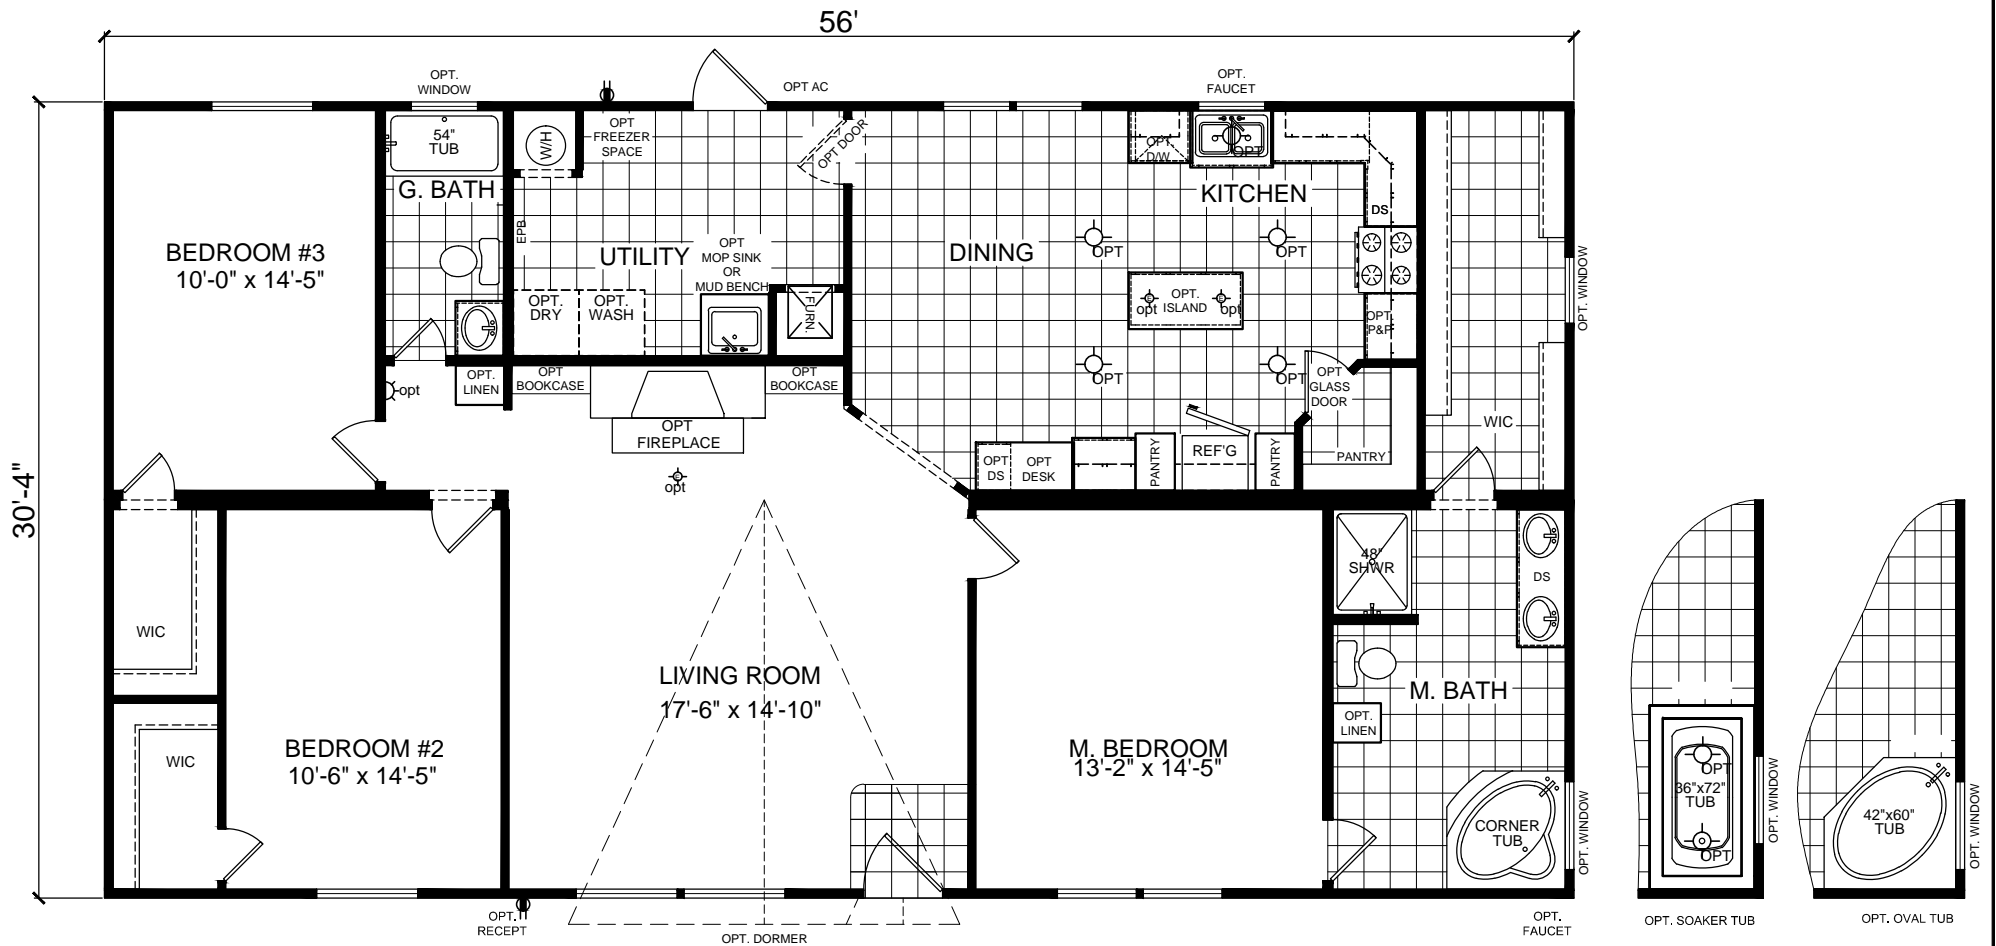 56'
30'-4"
OPT.
WINDOW
OPT AC
OPT.
FAUCET
54"
TUB
G. BATH
H/W
OPT
FREEZER
SPACE
OPT DOOR
EPB
UTILITY
OPT
MOP SINK
OR
MUD BENCH
OPT.
DRY
OPT.
WASH
FURN.
BEDROOM #3
10'-0" x 14'-5"
OPT
D/W
OPT
KITCHEN
DINING
DS
OPT
OPT
OPT.
ISLAND
opt
opt
OPT
P&P
OPT
OPT
OPT
GLASS
DOOR
OPT. WINDOW
WIC
PANTRY
REF'G
PANTRY
PANTRY
OPT
DS
OPT
DESK
opt
OPT.
LINEN
OPT
BOOKCASE
OPT
BOOKCASE
OPT
FIREPLACE
opt
WIC
WIC
BEDROOM #2
10'-6" x 14'-5"
LIVING ROOM
17'-6" x 14'-10"
M. BEDROOM
13'-2" x 14'-5"
48"
SHWR
DS
M. BATH
OPT.
LINEN
CORNER
TUB
OPT. WINDOW
OPT.
RECEPT
OPT. DORMER
OPT.
FAUCET
OPT
36"x72"
TUB
OPT
OPT. WINDOW
OPT. SOAKER TUB
42"x60"
TUB
OPT. WINDOW
OPT. OVAL TUB